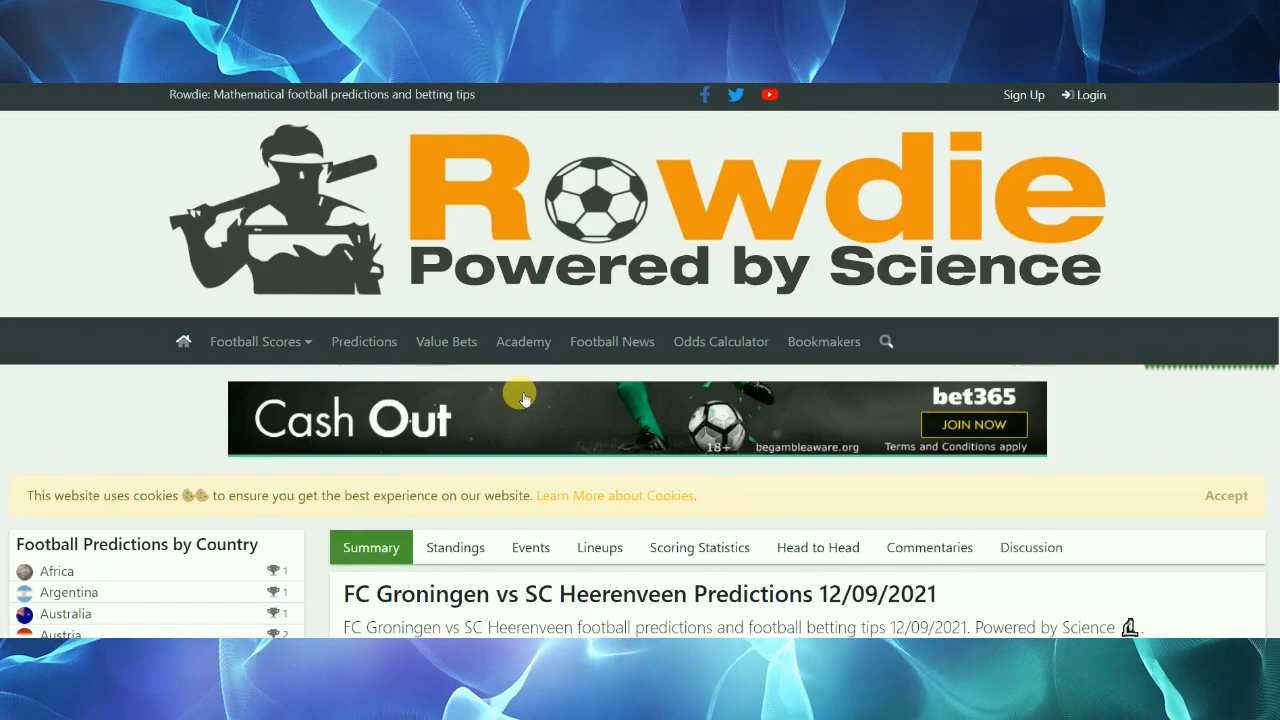 Rowdie: Mathematical football predictions and betting tips
Sign Up Login
Rowdie
Powered by Science
Football Scores Predictions Value Bets Academy Football News Odds Calculator Bookmakers
Cash Out
18+
begambleaware.org
bet365
JOIN NOW
Terms and Conditions apply
This website uses cookies to ensure you get the best experience on our website. Learn More about Cookies.
Accept
Football Predictions by Country
Africa 1
Argentina 1
Australia 1
Austria 2
Summary Standings Events Lineups Scoring Statistics Head to Head Commentaries Discussion
FC Groningen vs SC Heerenveen Predictions 12/09/2021
FC Groningen vs SC Heerenveen football predictions and football betting tips 12/09/2021. Powered by Science .